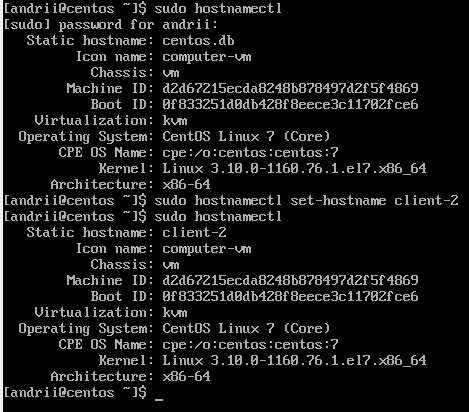 [andrii@centos ~]$ sudo hostnamectl
[sudo] password for andrii:
Static hostname: centos.db
Icon name: computer-vm
Chassis: vm
Machine ID: d2d67215ecda8248b878497d2f5f4869
Boot ID: 0f833251d0db428f8eece3c11702fce6
Virtualization: kvm
Operating System: CentOS Linux 7 (Core)
CPE OS Name: cpe:/o:centos:centos:7
Kernel: Linux 3.10.0-1160.76.1.el7.x86_64
Architecture: x86-64
[andrii@centos ~]$ sudo hostnamectl set-hostname client-2
[andrii@centos ~]$ sudo hostnamectl
Static hostname: client-2
Icon name: computer-vm
Chassis: vm
Machine ID: d2d67215ecda8248b878497d2f5f4869
Boot ID: 0f833251d0db428f8eece3c11702fce6
Virtualization: kvm
Operating System: CentOS Linux 7 (Core)
CPE OS Name: cpe:/o:centos:centos:7
Kernel: Linux 3.10.0-1160.76.1.el7.x86_64
Architecture: x86-64
[andrii@centos ~]$ _